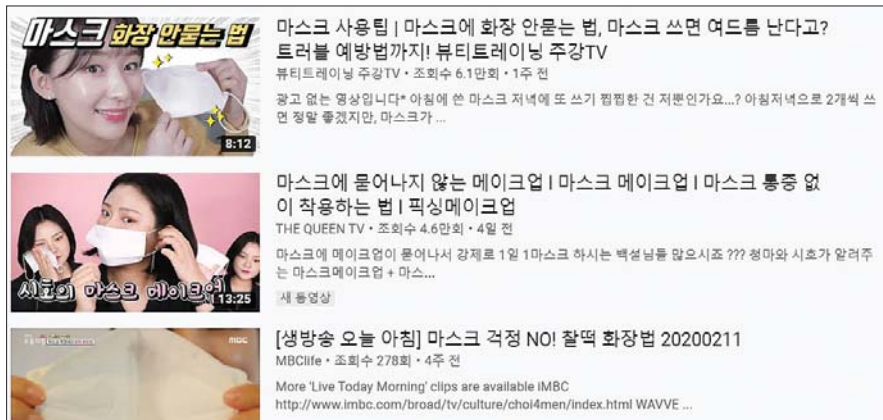 마스크 화장 안묻는 법
8:12
마스크 사용팁 | 마스크에 화장 안묻는 법, 마스크 쓰면 여드름 난다고?
트러블 예방법까지! 뷰티트레이닝 주강TV
뷰티트레이닝 주강TV • 조회수 6.1만회 • 1주 전
광고 없는 영상입니다* 아침에 쓴 마스크 저녁에 또 쓰기 찝찝한 건 저뿐인가요...? 아침저녁으로 2개씩 쓰
면 정말 좋겠지만, 마스크가 ...
시호의 마스크 메이크업
13:25
마스크에 묻어나지 않는 메이크업 l 마스크 메이크업 l 마스크 통증 없
이 착용하는 법 l 픽싱메이크업
THE QUEEN TV • 조회수 4.6만회 • 4일 전
마스크에 메이크업이 묻어나서 강제로 1일 1마스크 하시는 백설님들 많으시죠 ??? 청마와 시호가 알려주
는 마스크메이크업 + 마스...
새 동영상
MBC
[생방송 오늘 아침] 마스크 걱정 NO! 찰떡 화장법 20200211
MBClife • 조회수 278회 • 4주 전
More 'Live Today Morning' clips are available iMBC
http://www.imbc.com/broad/tv/culture/choi4men/index.html WAVVE ...